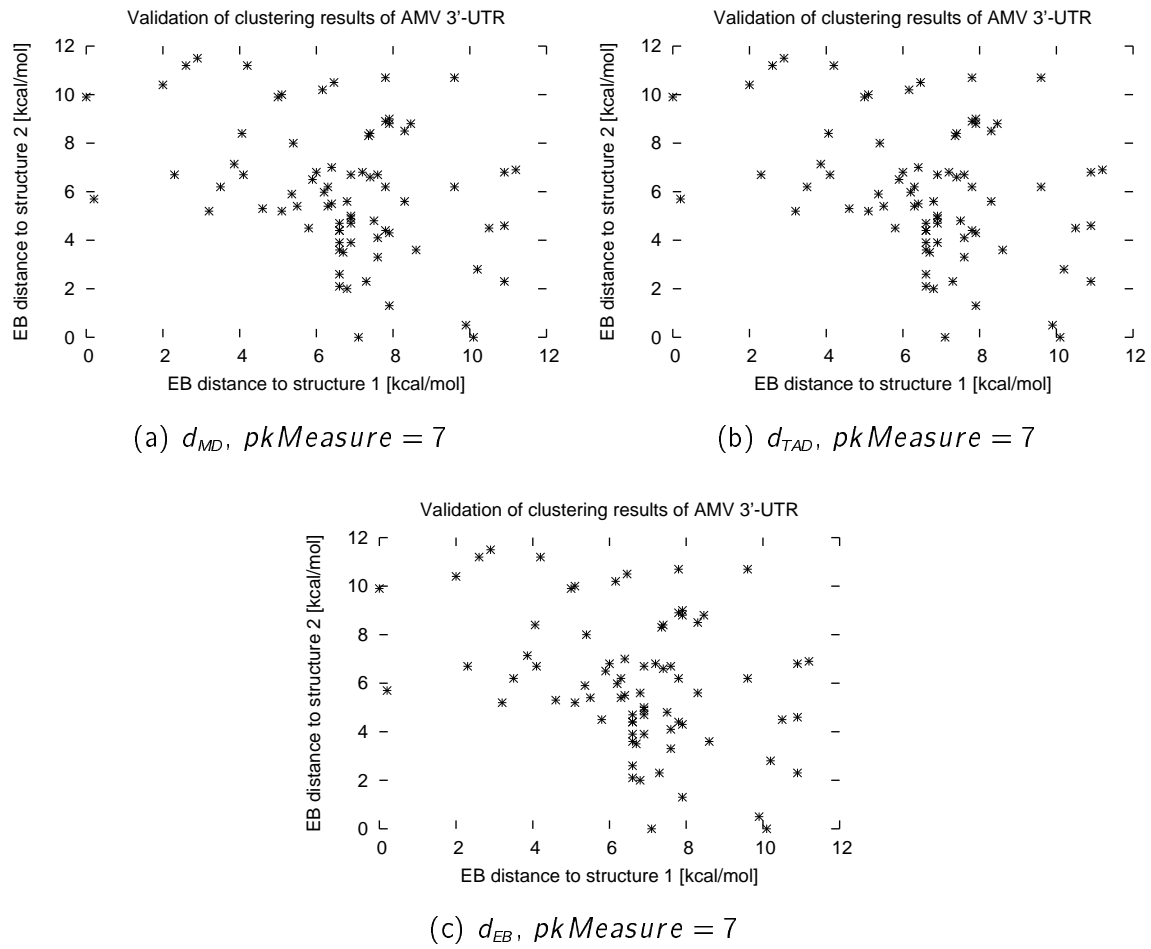 Validation of clustering results of AMV 3'-UTR
EB distance to structure 2 [kcal/mol]
12
10
8
6
4
2
0
0 2 4 6 8 10 12
EB distance to structure 1 [kcal/mol]
(a) d_MD, pkMeasure = 7
Validation of clustering results of AMV 3'-UTR
EB distance to structure 2 [kcal/mol]
12
10
8
6
4
2
0
0 2 4 6 8 10 12
EB distance to structure 1 [kcal/mol]
(b) d_TAD, pkMeasure = 7
Validation of clustering results of AMV 3'-UTR
EB distance to structure 2 [kcal/mol]
12
10
8
6
4
2
0
0 2 4 6 8 10 12
EB distance to structure 1 [kcal/mol]
(c) d_EB, pkMeasure = 7